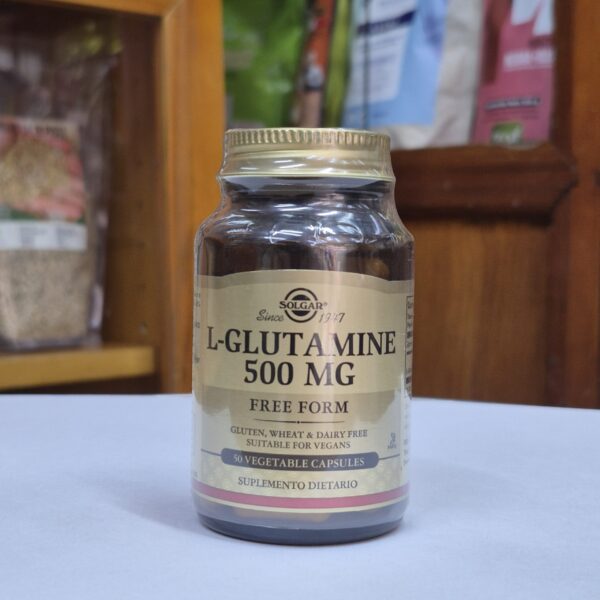 SOLGAR®
Since 1947
L-GLUTAMINE
500 MG
FREE FORM
GLUTEN, WHEAT & DAIRY FREE
SUITABLE FOR VEGANS
50 VEGETABLE CAPSULES
SUPLEMENTO DIETARIO